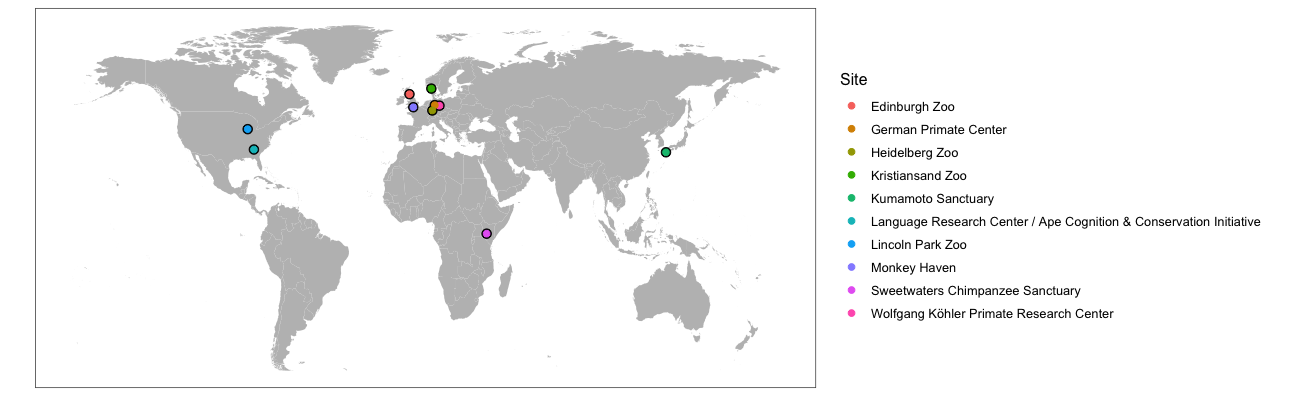 Site
Edinburgh Zoo
German Primate Center
Heidelberg Zoo
Kristiansand Zoo
Kumamoto Sanctuary
Language Research Center / Ape Cognition & Conservation Initiative
Lincoln Park Zoo
Monkey Haven
Sweetwaters Chimpanzee Sanctuary
Wolfgang Köhler Primate Research Center